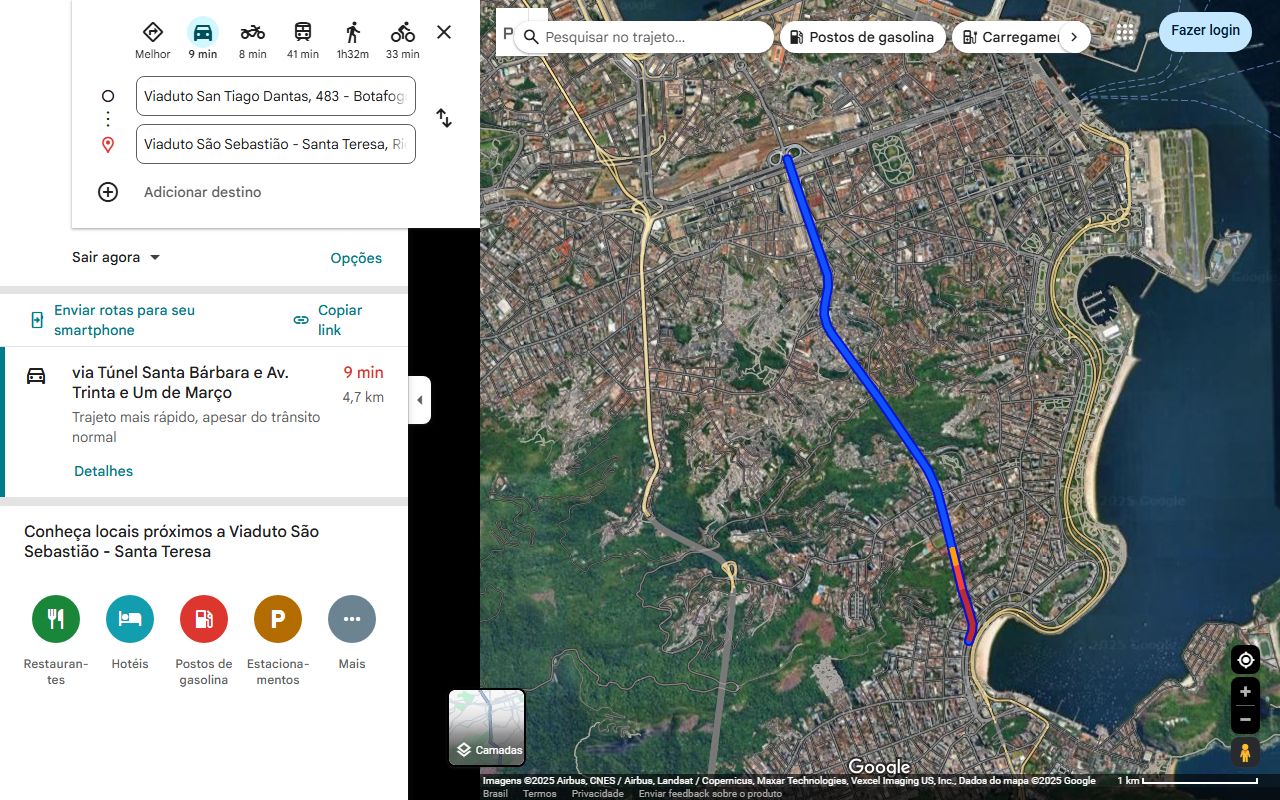 Melhor
9 min
8 min
41 min
1h32m
33 min
Pesquisar no trajeto...
Postos de gasolina
Fazer login
Viaduto San Tiago Dantas, 483 - Botafog
Viaduto São Sebastião - Santa Teresa, Ri
Adicionar destino
Sair agora
Opções
Enviar rotas para seu
smartphone
Copiar
link
via Túnel Santa Bárbara e Av.
Trinta e Um de Março
9 min
4,7 km
Trajeto mais rápido, apesar do trânsito
normal
Detalhes
Conheça locais próximos a Viaduto São
Sebastião - Santa Teresa
P
Restauran-
tes
Hotéis
Postos de
gasolina
Estaciona-
mentos
Mais
Camadas
Google
Imagens ©2025 Airbus, CNES / Airbus, Landsat / Copernicus, Maxar Technologies, Vexcel Imaging US, Inc., Dados do mapa ©2025 Google
1 km
Brasil
Termos
Privacidade
Enviar feedback sobre o produto